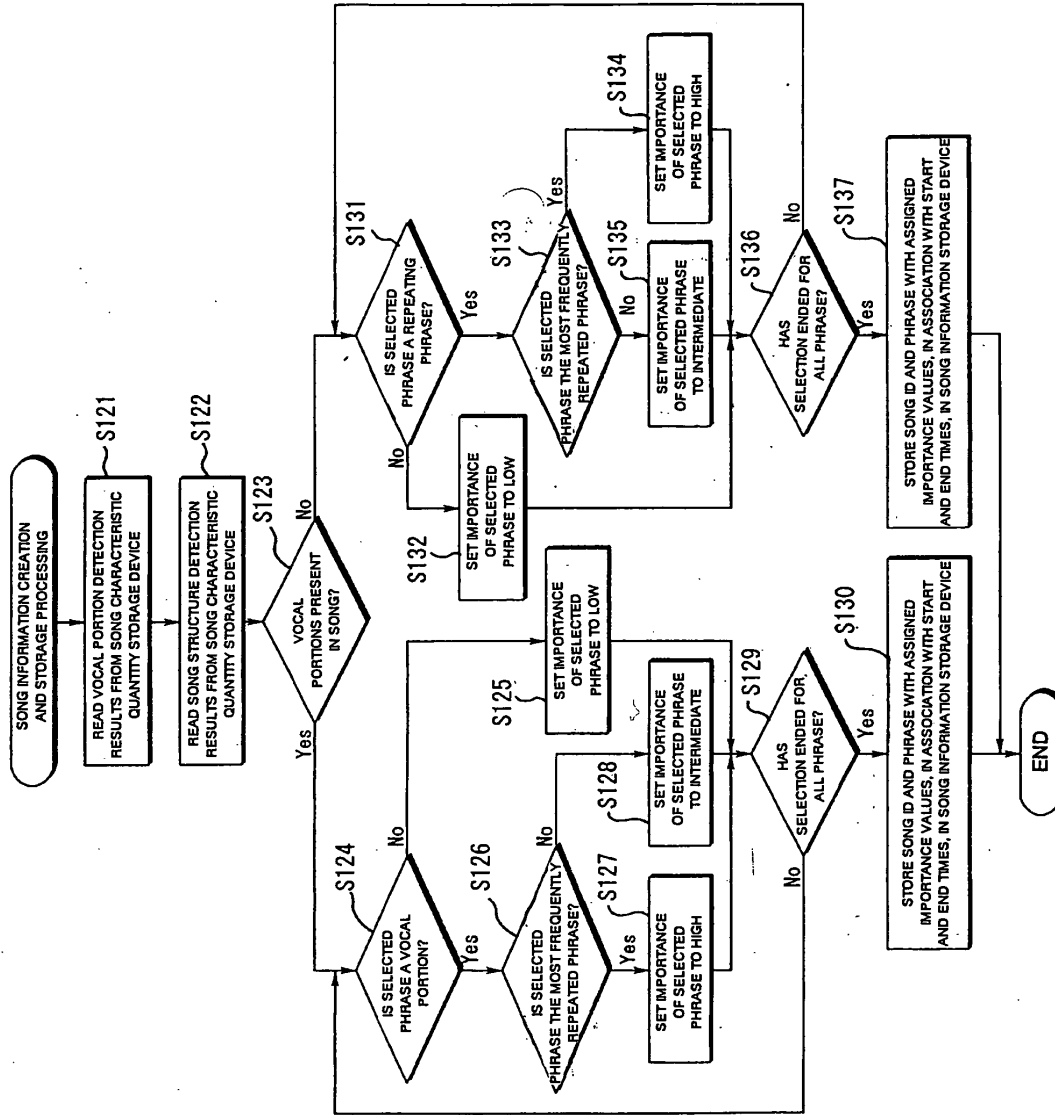 SONG INFORMATION CREATION
AND STORAGE PROCESSING
S121
READ VOCAL PORTION DETECTION
RESULTS FROM SONG CHARACTERISTIC
QUANTITY STORAGE DEVICE
S122
READ SONG STRUCTURE DETECTION
RESULTS FROM SONG CHARACTERISTIC
QUANTITY STORAGE DEVICE
S123
VOCAL
PORTIONS PRESENT
IN SONG?
Yes
No
S124
IS SELECTED
PHRASE A VOCAL
PORTION?
No
Yes
S125
SET IMPORTANCE
OF SELECTED
PHRASE TO LOW
S126
IS SELECTED
PHRASE THE MOST FREQUENTLY
REPEATED PHRASE?
No
Yes
S127
SET IMPORTANCE
OF SELECTED
PHRASE TO HIGH
S128
SET IMPORTANCE
OF SELECTED PHRASE
TO INTERMEDIATE
S129
HAS
SELECTION ENDED FOR
ALL PHRASE?
No
Yes
S130
STORE SONG ID AND PHRASE WITH ASSIGNED
IMPORTANCE VALUES, IN ASSOCIATION WITH START
AND END TIMES, IN SONG INFORMATION STORAGE DEVICE
S131
IS SELECTED
PHRASE A REPEATING
PHRASE?
No
Yes
S132
SET IMPORTANCE
OF SELECTED
PHRASE TO LOW
S133
IS SELECTED
PHRASE THE MOST FREQUENTLY
REPEATED PHRASE?
Yes
No
S134
SET IMPORTANCE
OF SELECTED
PHRASE TO HIGH
S135
SET IMPORTANCE
OF SELECTED PHRASE
TO INTERMEDIATE
S136
HAS
SELECTION ENDED FOR
ALL PHRASE?
No
Yes
S137
STORE SONG ID AND PHRASE WITH ASSIGNED
IMPORTANCE VALUES, IN ASSOCIATION WITH START
AND END TIMES, IN SONG INFORMATION STORAGE DEVICE
END